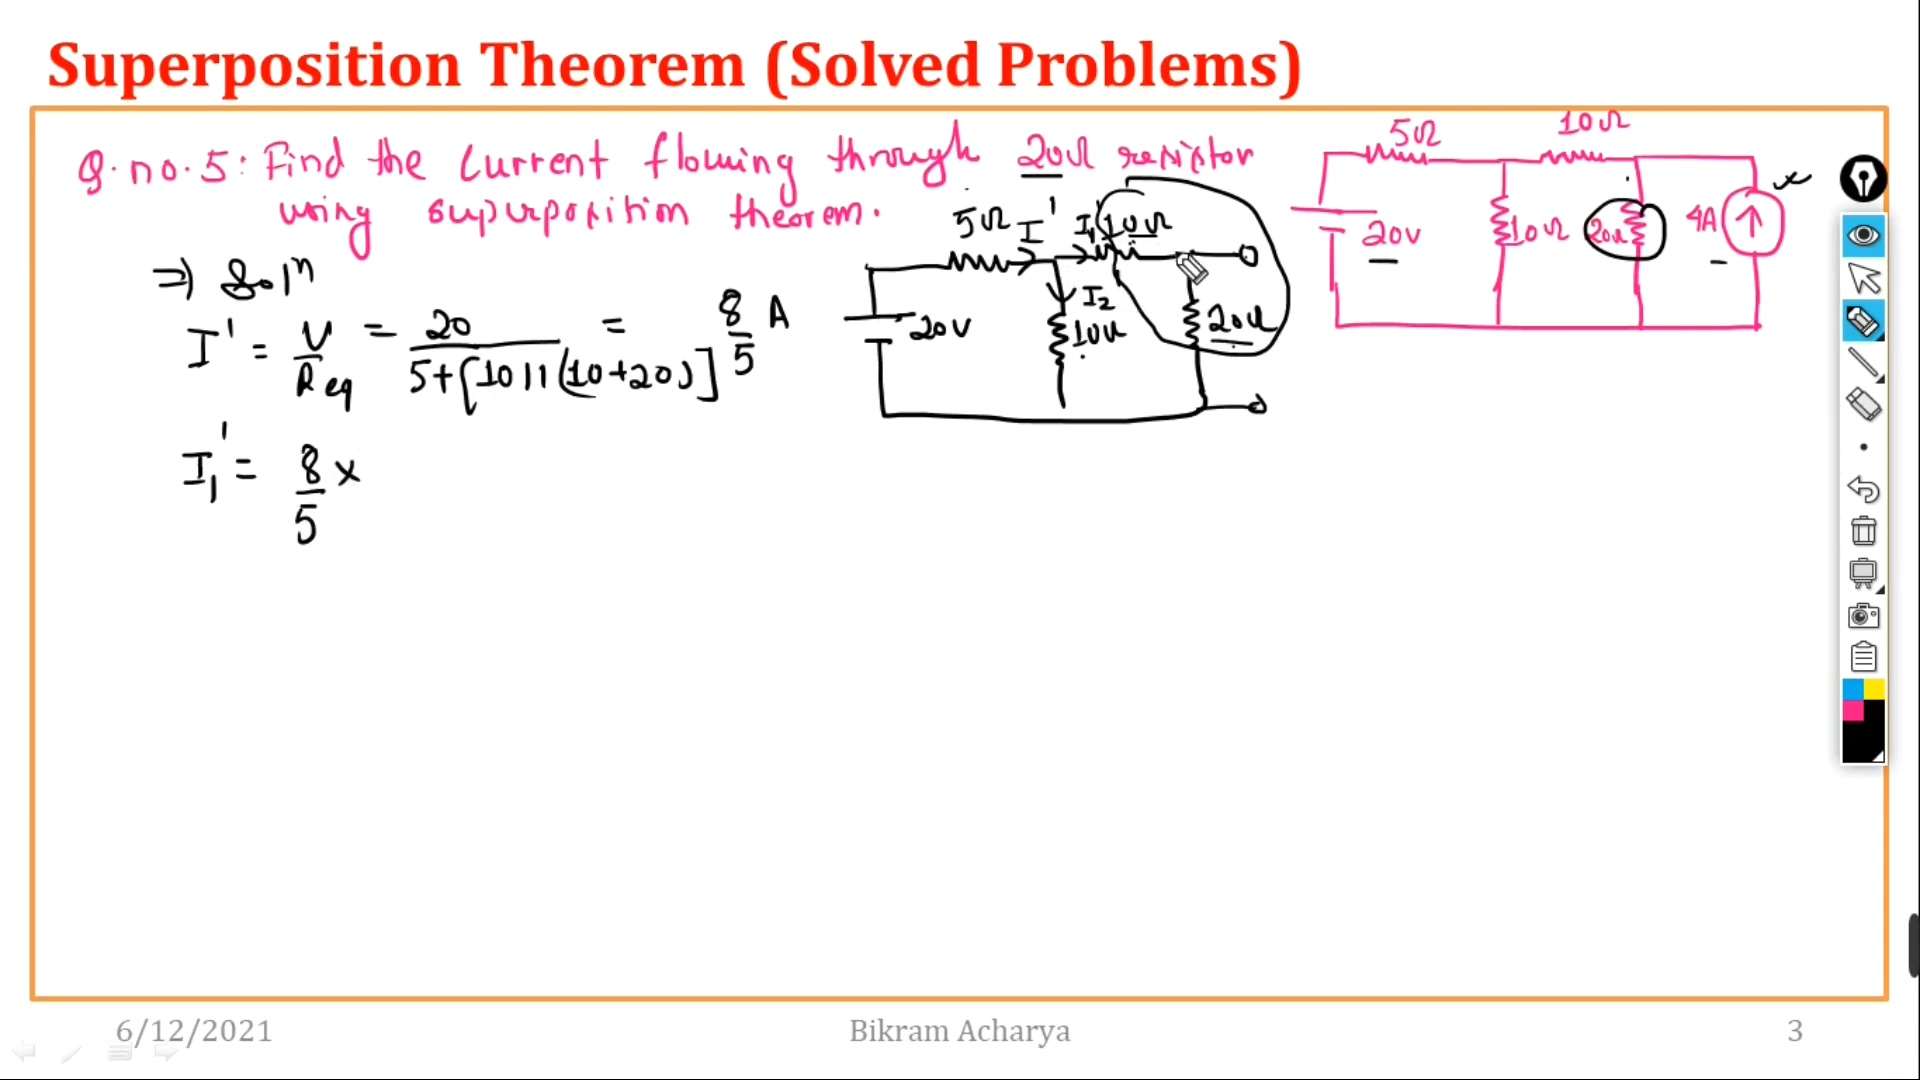 Superposition Theorem (Solved Problems)
Q.no.5: Find the current flowing through 20Ω resistor
using superposition theorem.
5Ω
10Ω
20V
10Ω
20Ω
4A
⇒ Solⁿ
I' = V/Req = 20/5+[10||(10+20)] = 8/5 A
I₁' = 8/5 ×
5Ω
I'
I₁'
10Ω
I₂
20V
10Ω
20Ω
6/12/2021
Bikram Acharya
3